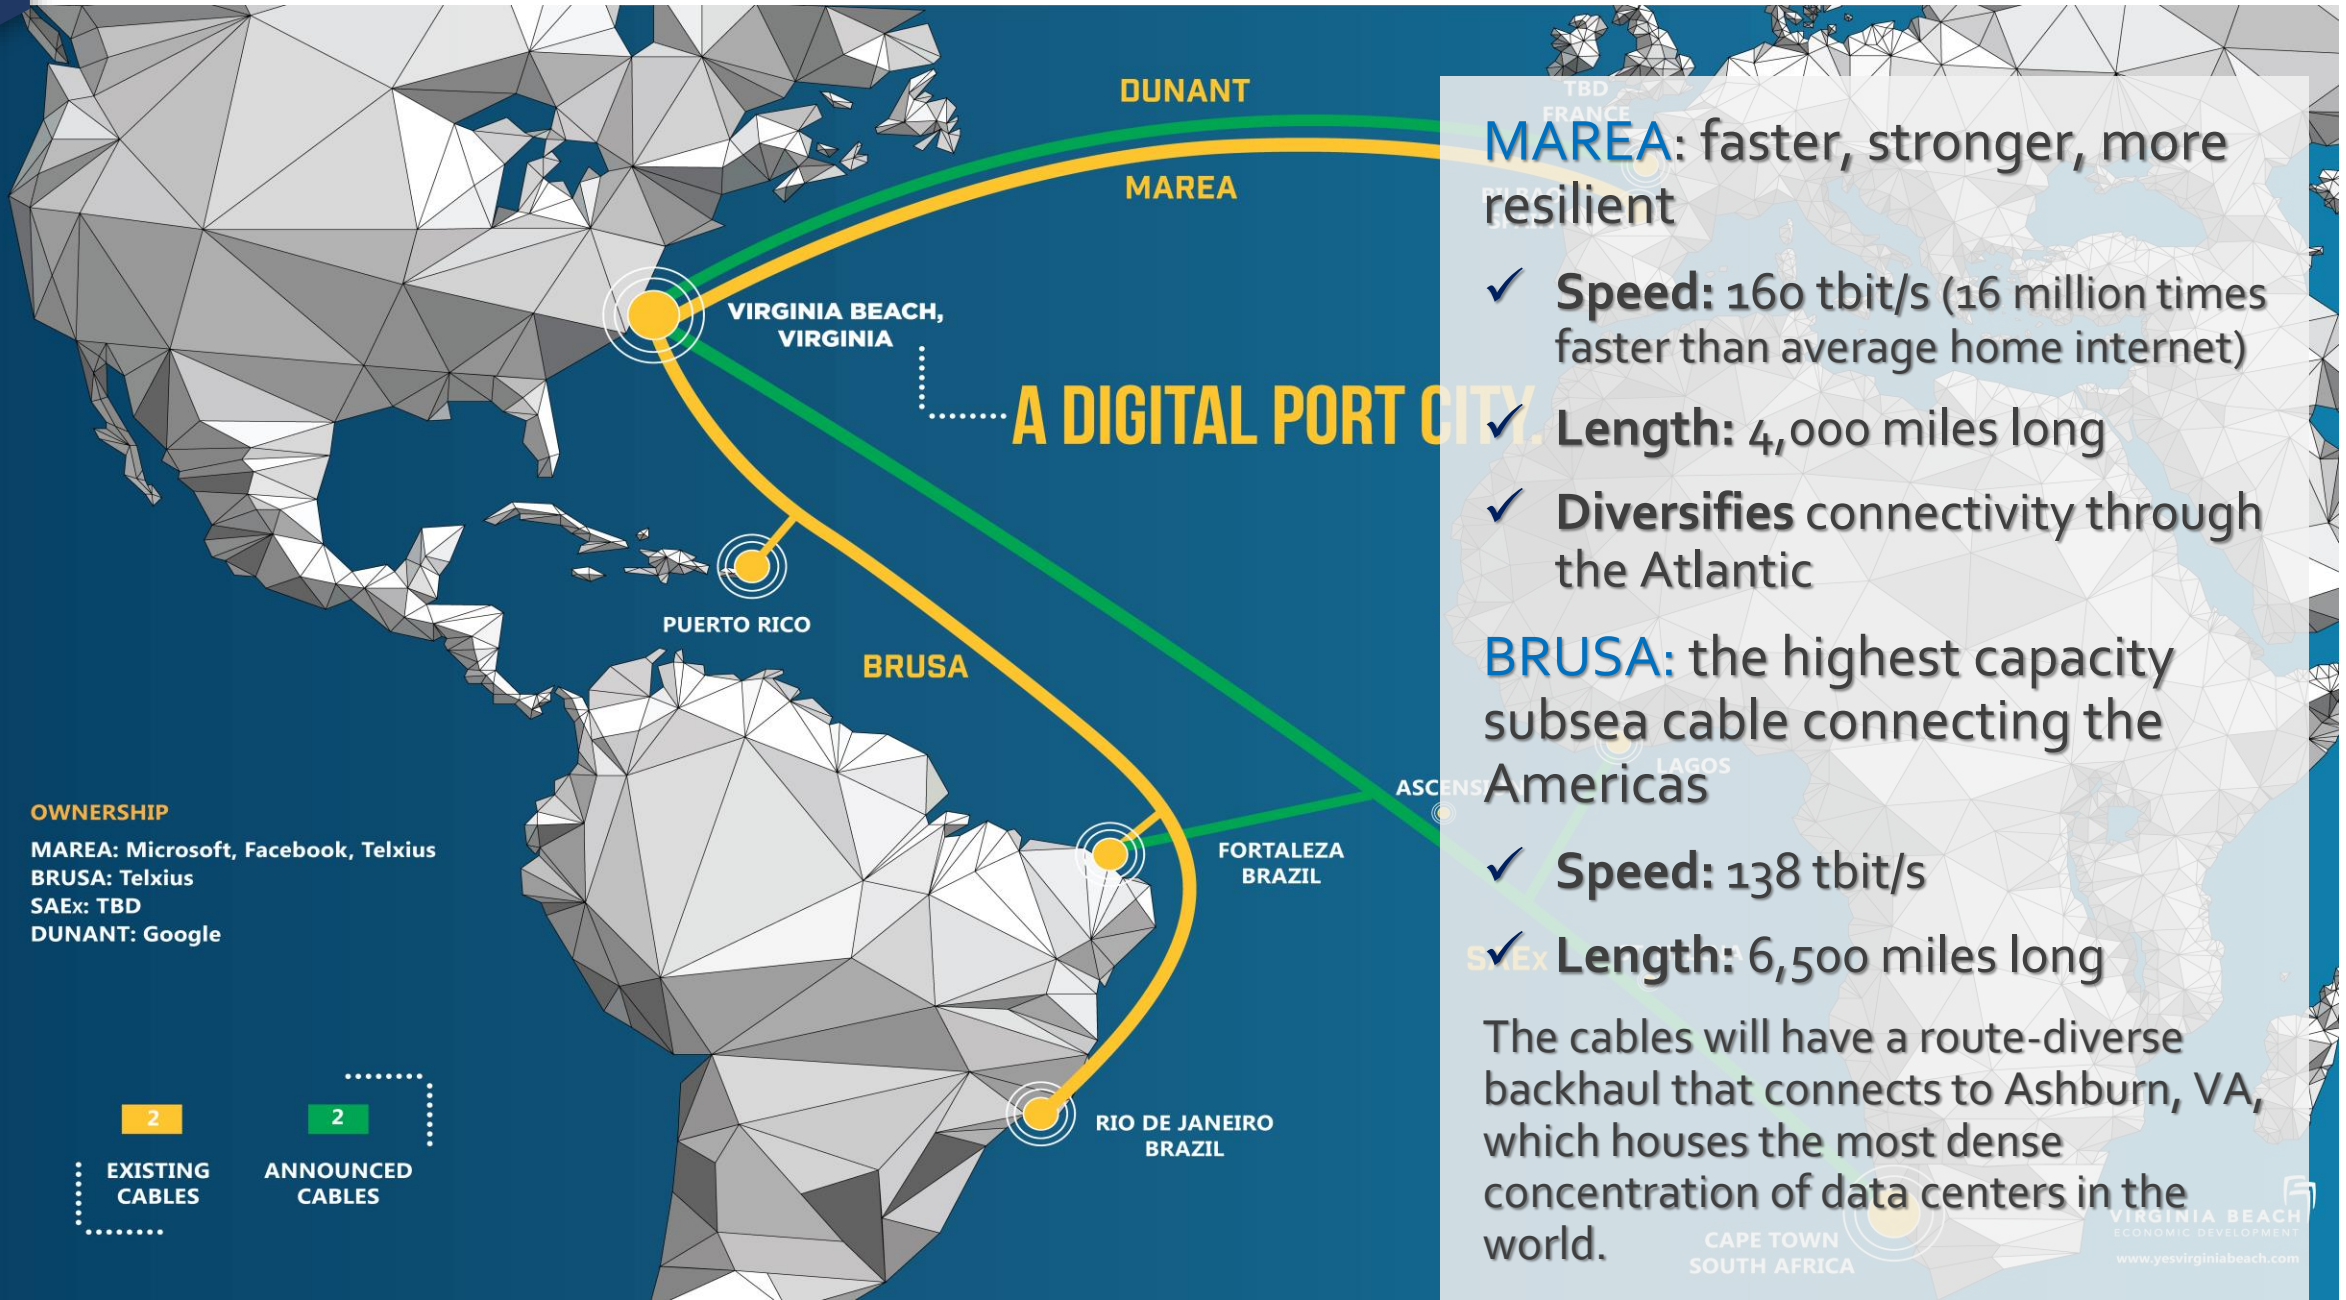 DUNANT
MAREA
VIRGINIA BEACH,
VIRGINIA
A DIGITAL PORT CITY.
PUERTO RICO
BRUSA
FORTALEZA
BRAZIL
RIO DE JANEIRO
BRAZIL
OWNERSHIP
MAREA: Microsoft, Facebook, Telxius
BRUSA: Telxius
SAEx: TBD
DUNANT: Google
2
EXISTING
CABLES
2
ANNOUNCED
CABLES
TBD
FRANCE
MAREA: faster, stronger, more
resilient
✓ Speed: 160 tbit/s (16 million times
faster than average home internet)
✓ Length: 4,000 miles long
✓ Diversifies connectivity through
the Atlantic
BRUSA: the highest capacity
subsea cable connecting the
Americas
✓ Speed: 138 tbit/s
✓ Length: 6,500 miles long
The cables will have a route-diverse
backhaul that connects to Ashburn, VA,
which houses the most dense
concentration of data centers in the
world.
LAGOS
SAEx
CAPE TOWN
SOUTH AFRICA
VIRGINIA BEACH
ECONOMIC DEVELOPMENT
www.yesvirginiabeach.com